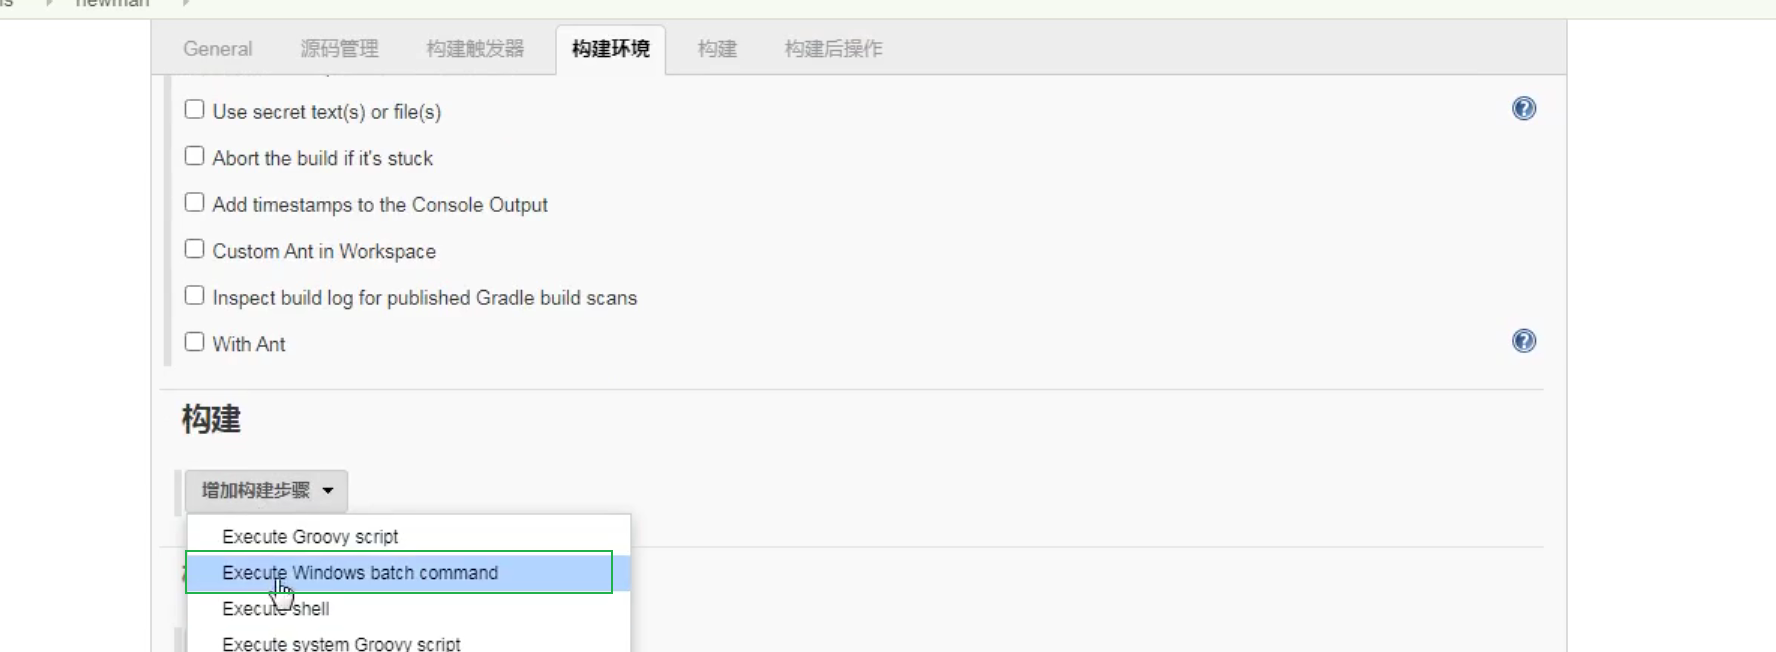 newman
General 源码管理 构建触发器 构建环境 构建 构建后操作
Use secret text(s) or file(s)
Abort the build if it's stuck
Add timestamps to the Console Output
Custom Ant in Workspace
Inspect build log for published Gradle build scans
With Ant
构建
增加构建步骤
Execute Groovy script
Execute Windows batch command
Execute shell
Execute system Groovy script